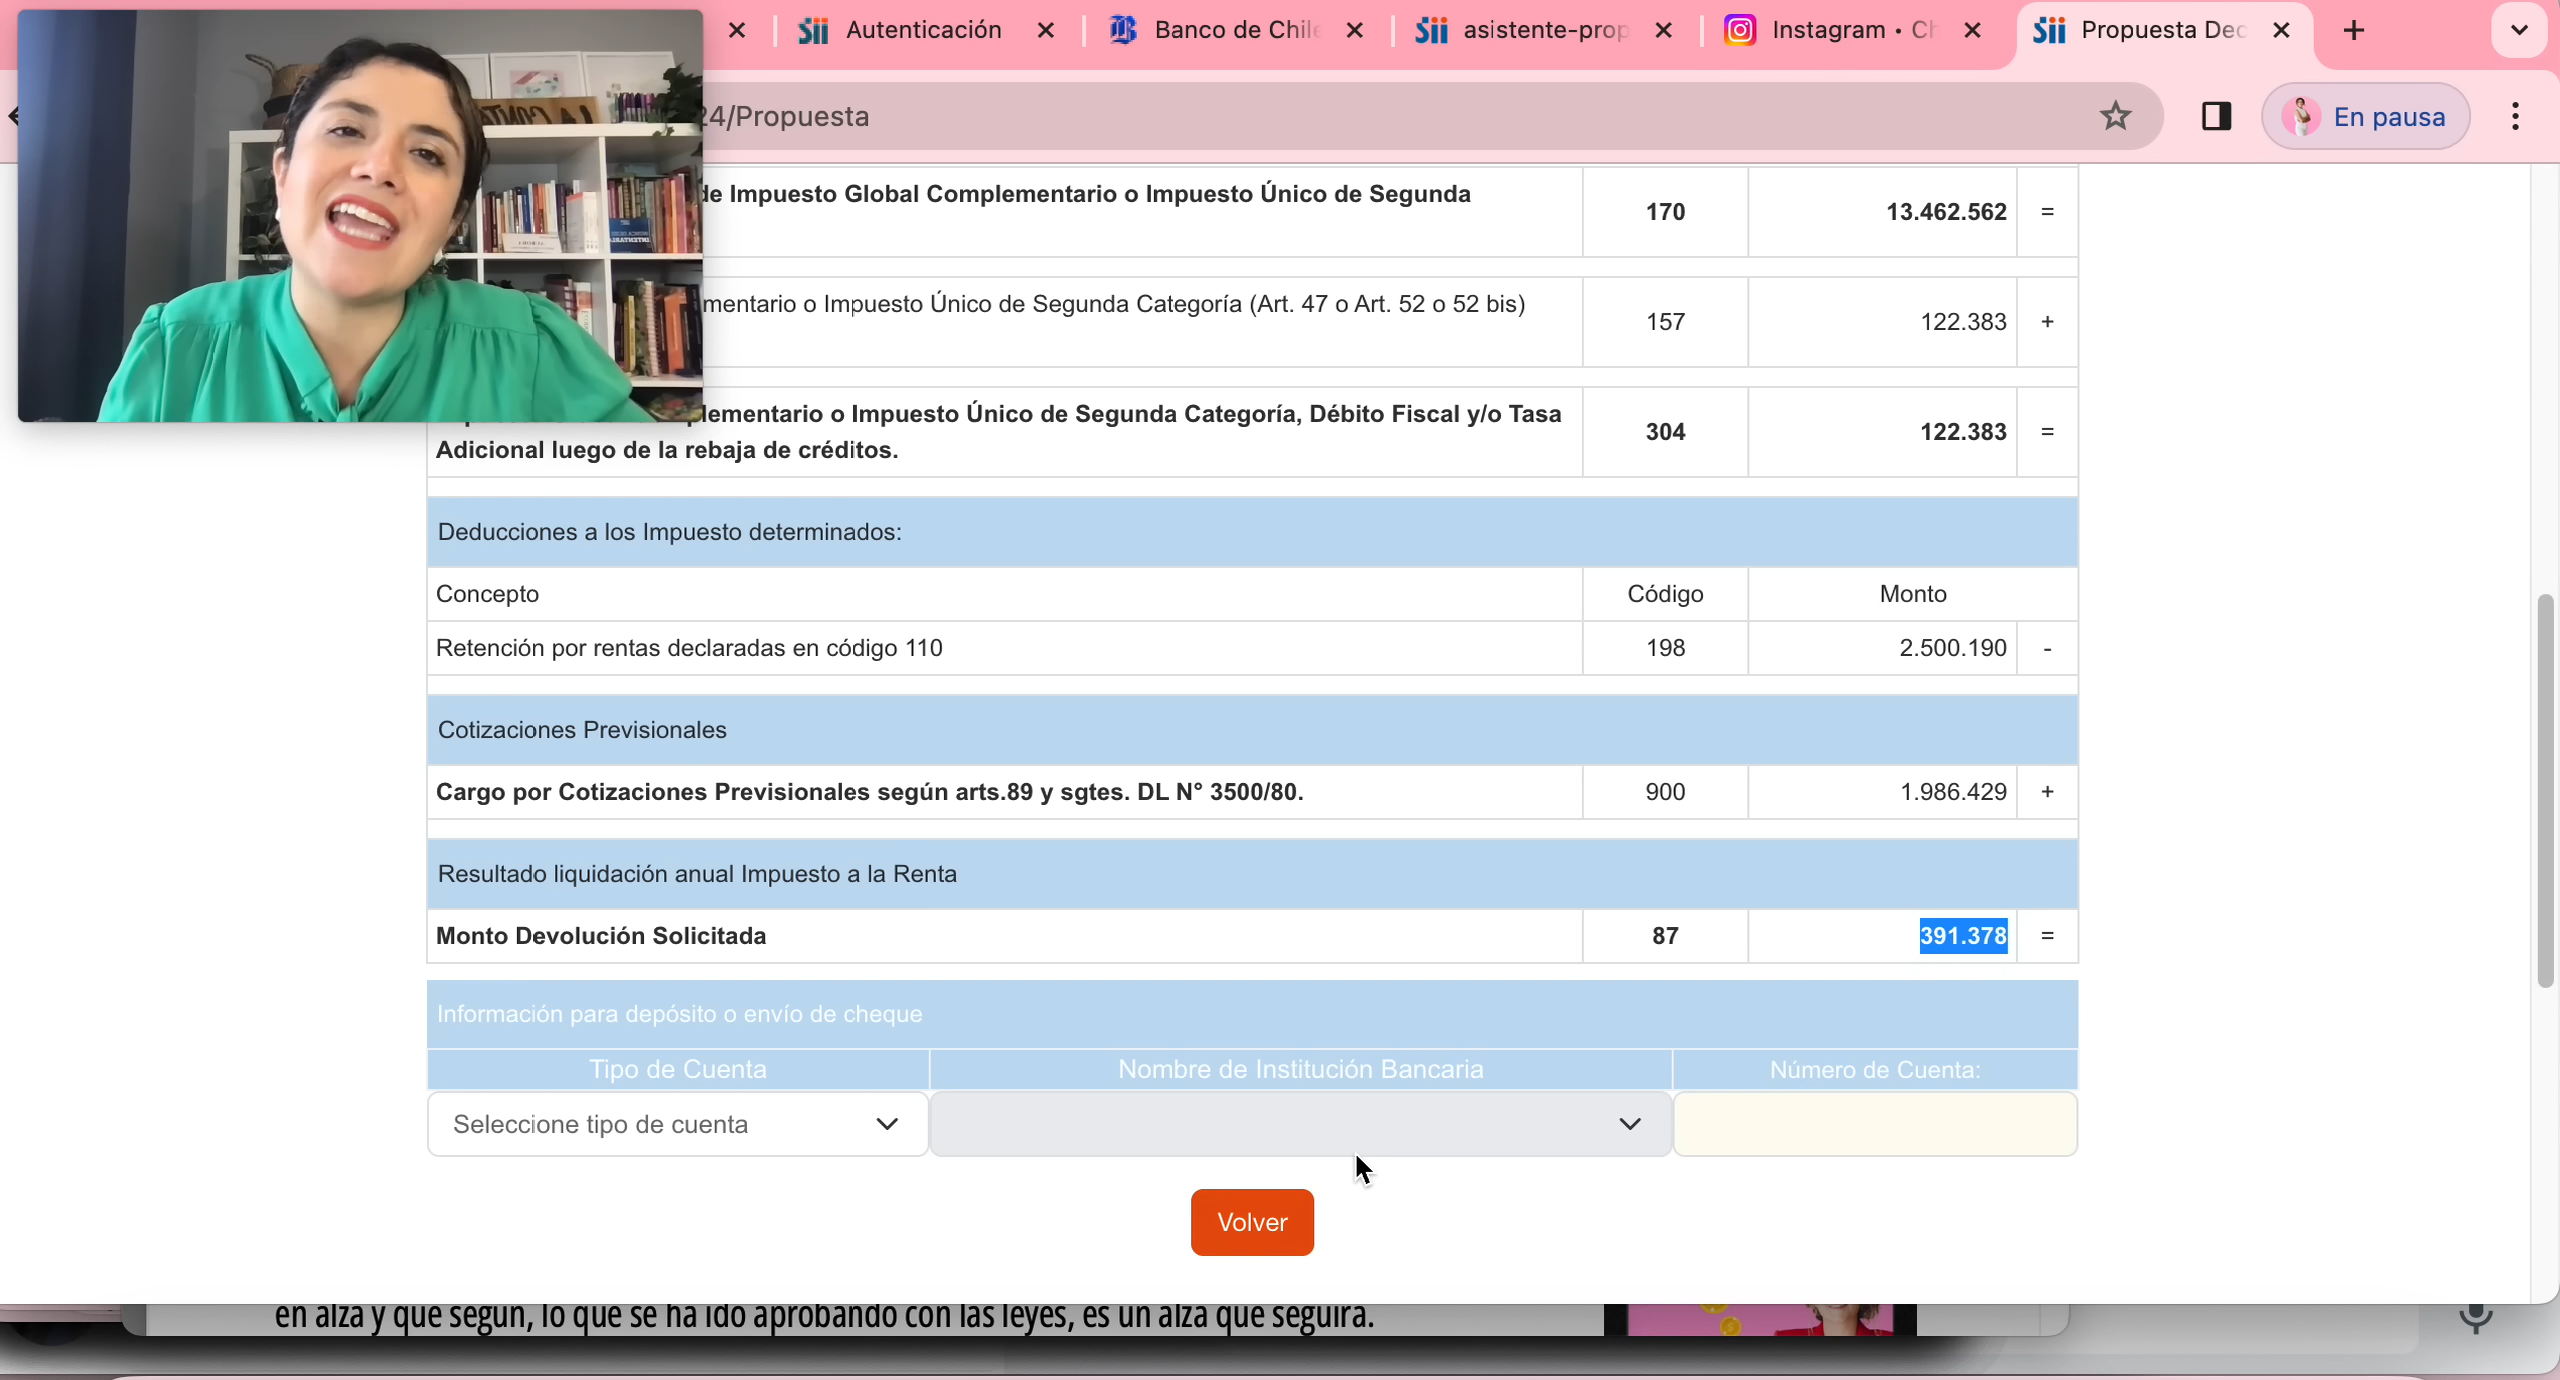 Sii Autenticación
Banco de Chile
Sii asistente-prop
Instagram • Ch
Sii Propuesta Dec
24/Propuesta
En pausa
de Impuesto Global Complementario o Impuesto Único de Segunda
170 13.462.562 =
mentario o Impuesto Único de Segunda Categoría (Art. 47 o Art. 52 o 52 bis)
157 122.383 +
lementario o Impuesto Único de Segunda Categoría, Débito Fiscal y/o Tasa
Adicional luego de la rebaja de créditos.
304 122.383 =
Deducciones a los Impuesto determinados:
Concepto Código Monto
Retención por rentas declaradas en código 110 198 2.500.190 -
Cotizaciones Previsionales
Cargo por Cotizaciones Previsionales según arts.89 y sgtes. DL N° 3500/80. 900 1.986.429 +
Resultado liquidación anual Impuesto a la Renta
Monto Devolución Solicitada 87 391.378 =
Información para depósito o envío de cheque
Tipo de Cuenta Nombre de Institución Bancaria Número de Cuenta:
Seleccione tipo de cuenta
Volver
en alza y que según, lo que se ha ido aprobando con las leyes, es un alza que seguirá.